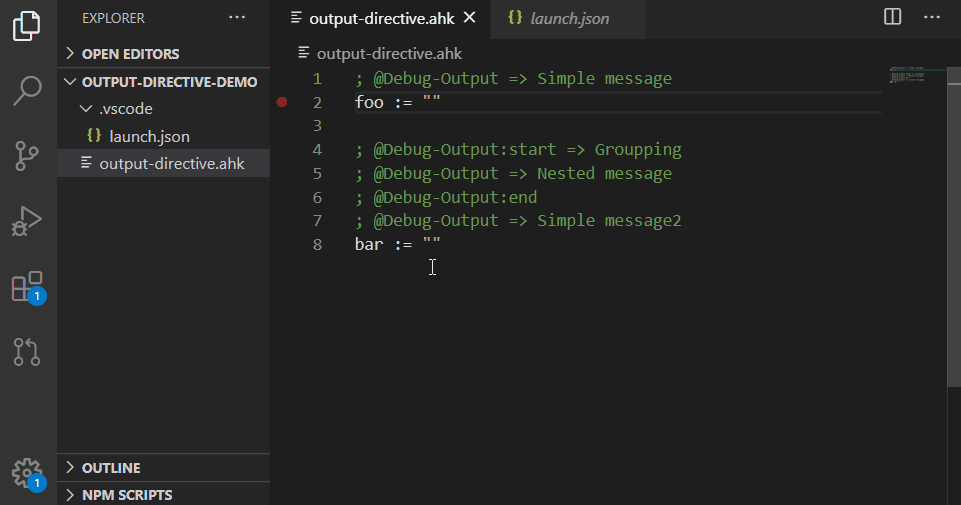 EXPLORER ...
OPEN EDITORS
OUTPUT-DIRECTIVE-DEMO
.vscode
{} launch.json
output-directive.ahk
OUTLINE
NPM SCRIPTS
1
1
output-directive.ahk
{} launch.json
...
output-directive.ahk
1 ; @Debug-Output => Simple message
2 foo := ""
3
4 ; @Debug-Output:start => Groupping
5 ; @Debug-Output => Nested message
6 ; @Debug-Output:end
7 ; @Debug-Output => Simple message2
8 bar := ""